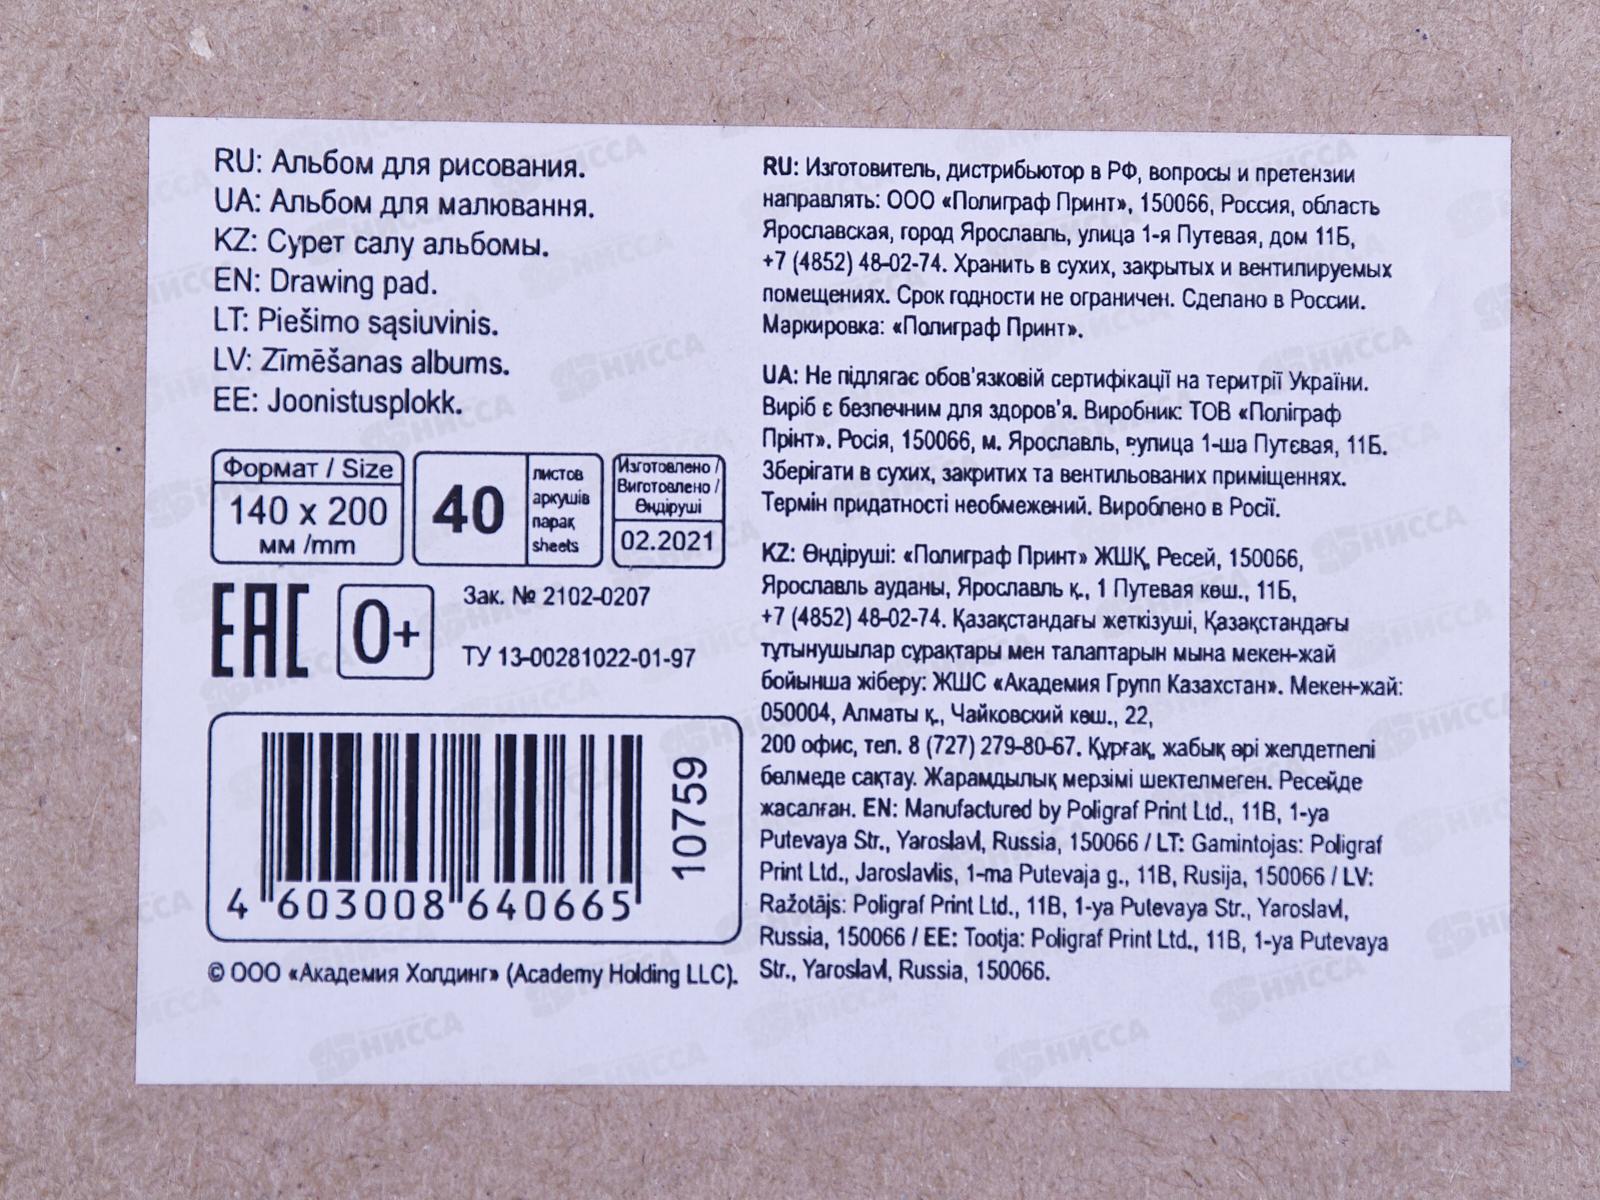 RU: Альбом для рисования.
UA: Альбом для малювання.
KZ: Сурет салу альбомы.
EN: Drawing pad.
LT: Piešimo sąsiuvinis.
LV: Zīmēšanas albums.
EE: Joonistusplokk.
Формат / Size
140 x 200
мм /mm
40
листов
аркушів
парақ
sheets
Изготовлено /
Виготовлено /
Өндіруші
02.2021
EAC
0+
Зак. № 2102-0207
ТУ 13-00281022-01-97
10759
4 603008 640665
© ООО «Академия Холдинг» (Academy Holding LLC).
RU: Изготовитель, дистрибьютор в РФ, вопросы и претензии
направлять: ООО «Полиграф Принт», 150066, Россия, область
Ярославская, город Ярославль, улица 1-я Путевая, дом 11Б,
+7 (4852) 48-02-74. Хранить в сухих, закрытых и вентилируемых
помещениях. Срок годности не ограничен. Сделано в России.
Маркировка: «Полиграф Принт».
UA: Не підлягає обов'язковій сертифікації на територїі України.
Виріб є безпечним для здоров'я. Виробник: ТОВ «Поліграф
Прінт». Росія, 150066, м. Ярославль, вулица 1-ша Путєвая, 11Б.
Зберігати в сухих, закритих та вентильованих приміщеннях.
Термін придатності необмежений. Вироблено в Росії.
KZ: Өндіруші: «Полиграф Принт» ЖШҚ, Ресей, 150066,
Ярославль ауданы, Ярославль қ., 1 Путевая көш., 11Б,
+7 (4852) 48-02-74. Қазақстандағы жеткізуші, Қазақстандағы
тұтынушылар сұрақтары мен талаптарын мына мекен-жай
бойынша жіберу: ЖШС «Академия Групп Казахстан». Мекен-жай:
050004, Алматы қ., Чайковский көш., 22,
200 офис, тел. 8 (727) 279-80-67. Құрғақ, жабық әрі желдетпелі
бөлмеде сақтау. Жарамдылық мерзімі шектелмеген. Ресейде
жасалған. EN: Manufactured by Poligraf Print Ltd., 11B, 1-ya
Putevaya Str., Yaroslavl, Russia, 150066 / LT: Gamintojas: Poligraf
Print Ltd., Jaroslavlis, 1-ma Putevaja g., 11B, Rusija, 150066 / LV:
Ražotājs: Poligraf Print Ltd., 11B, 1-ya Putevaya Str., Yaroslavl,
Russia, 150066 / EE: Tootja: Poligraf Print Ltd., 11B, 1-ya Putevaya
Str., Yaroslavl, Russia, 150066.